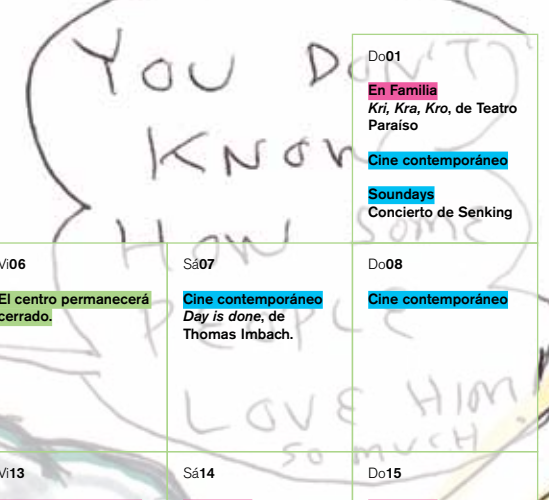 YOU DON'T
KNOW
HOW SOME
PEOPLE
LOVE HIM
SO MUCH
Do01
En Familia
Kri, Kra, Kro, de Teatro
Paraíso
Cine contemporáneo
Soundays
Concierto de Senking
Vi06
El centro permanecerá
cerrado.
Sá07
Cine contemporáneo
Day is done, de
Thomas Imbach.
Do08
Cine contemporáneo
Vi13
Sá14
Do15